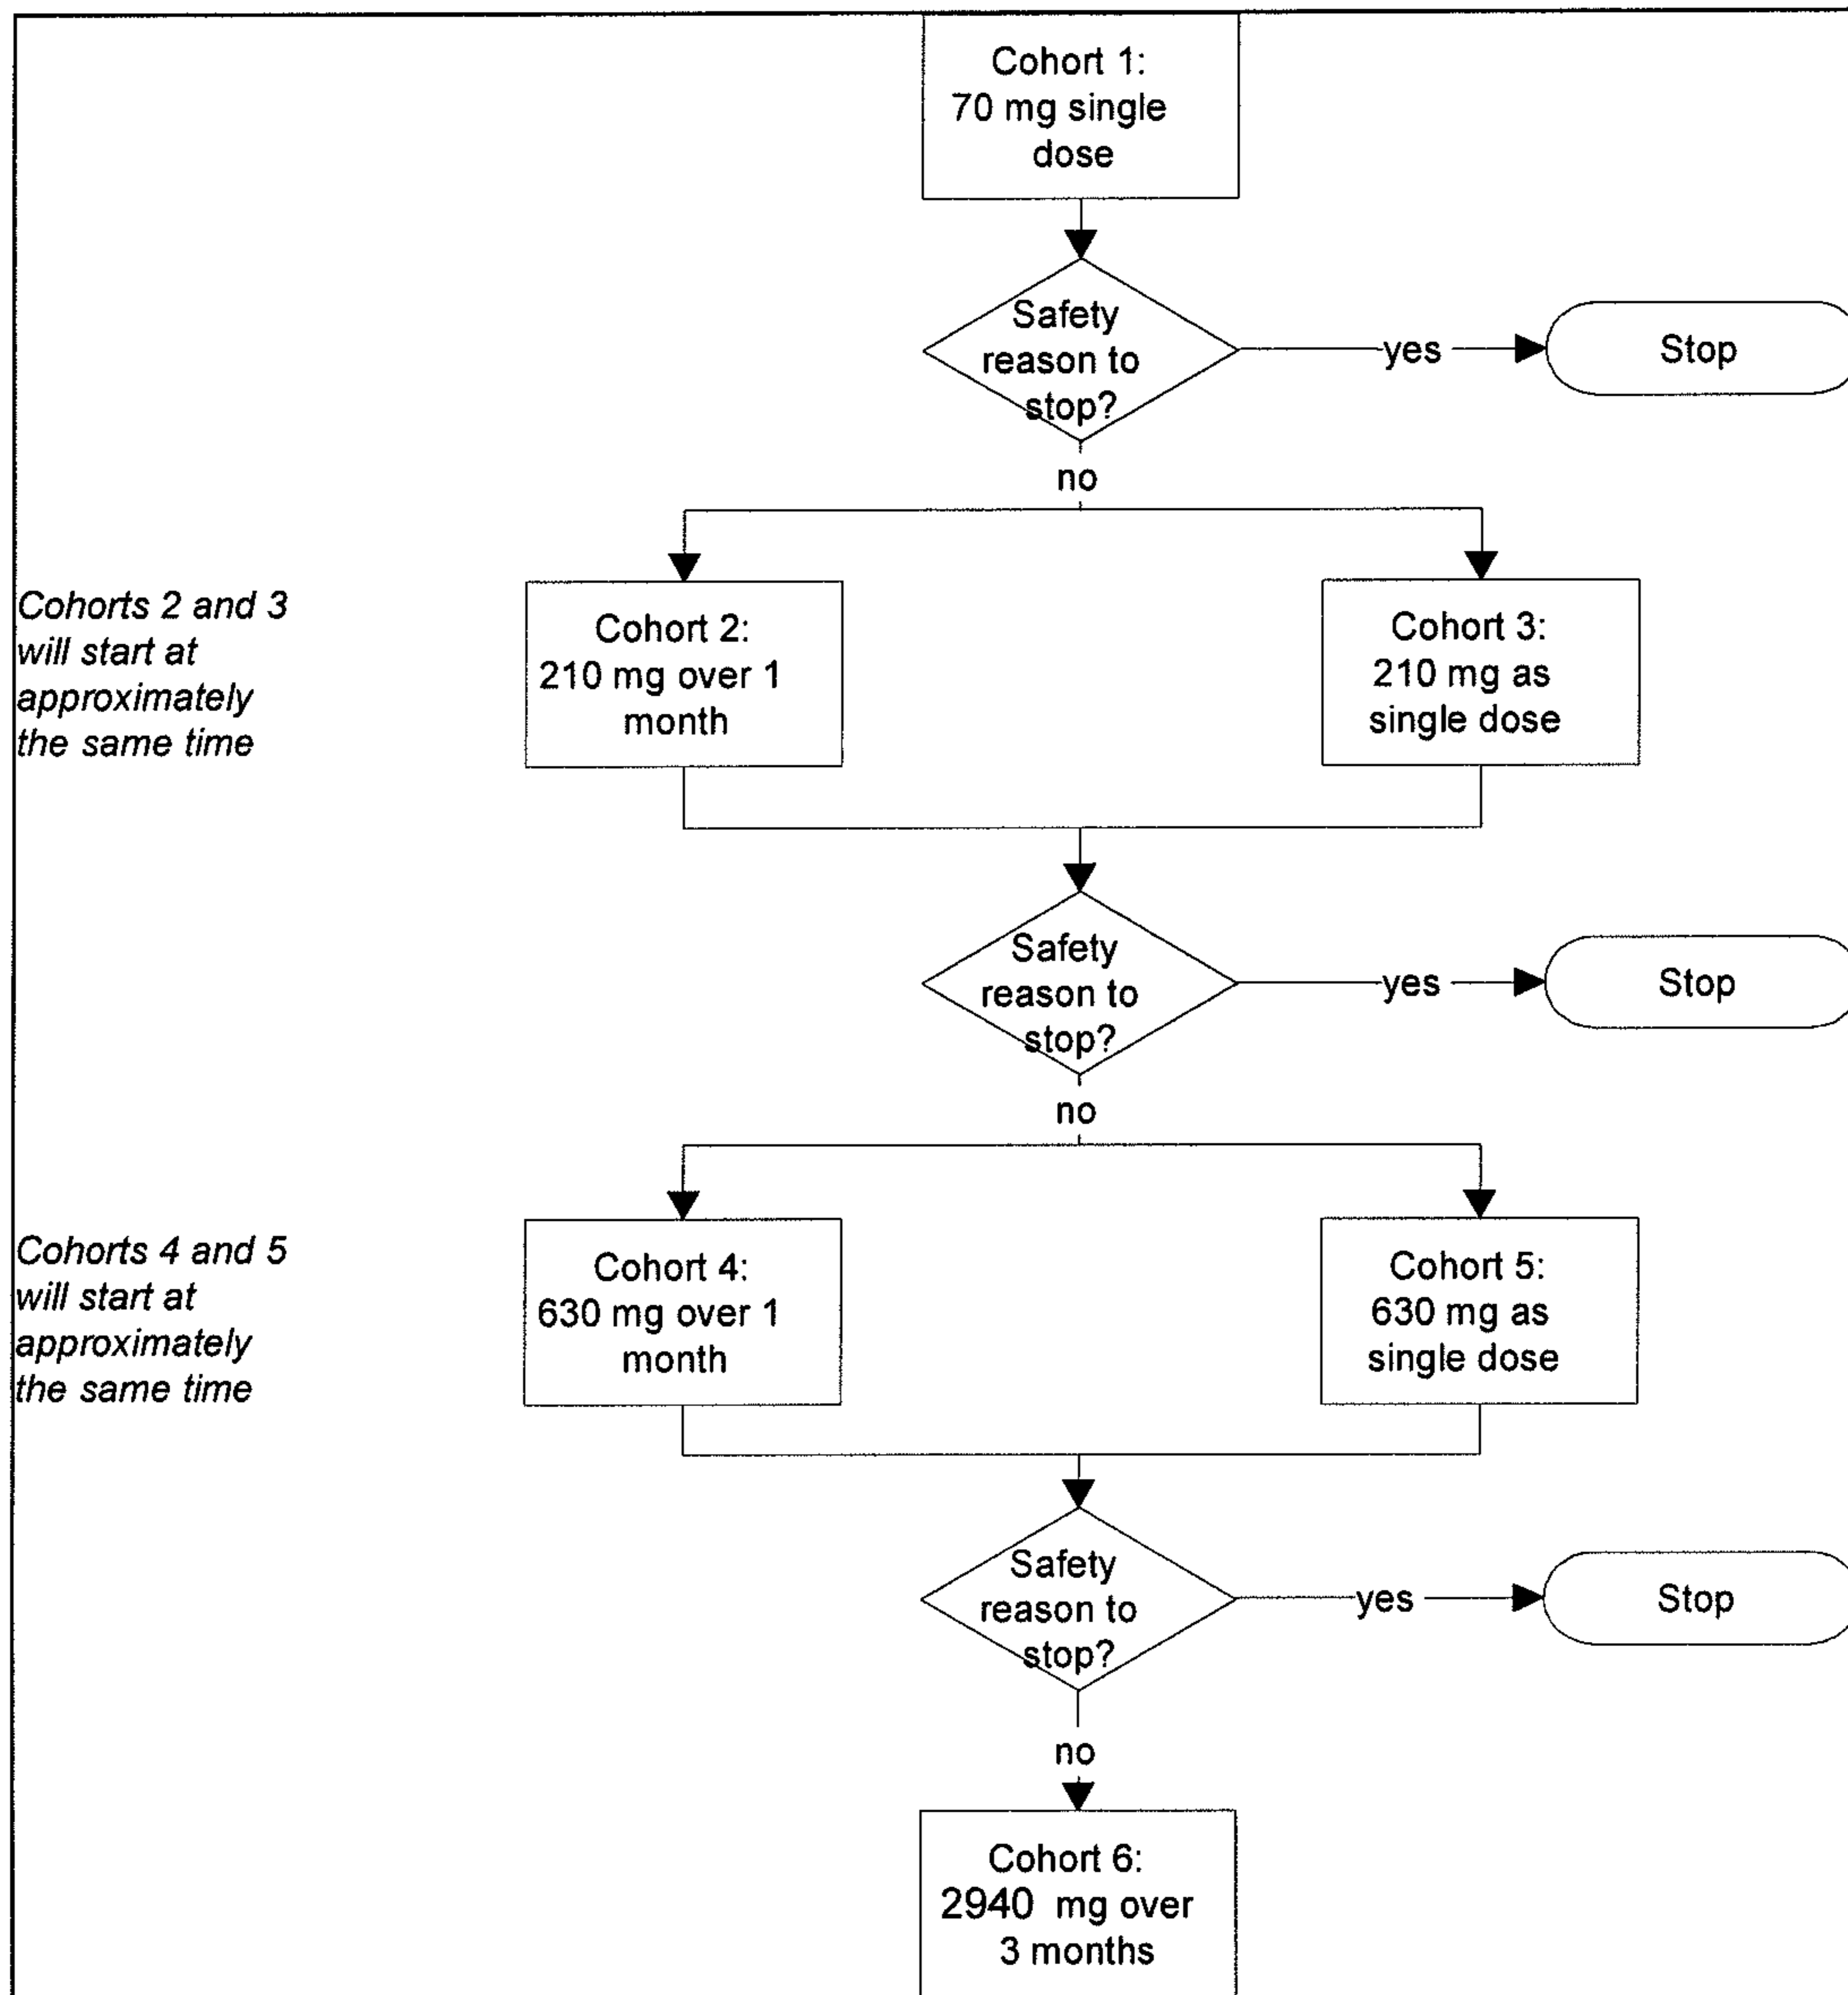 Cohort 1:
70 mg single
dose
Safety
reason to
stop?
yes
Stop
no
Cohorts 2 and 3
will start at
approximately
the same time
Cohort 2:
210 mg over 1
month
Cohort 3:
210 mg as
single dose
Safety
reason to
stop?
yes
Stop
no
Cohorts 4 and 5
will start at
approximately
the same time
Cohort 4:
630 mg over 1
month
Cohort 5:
630 mg as
single dose
Safety
reason to
stop?
yes
Stop
no
Cohort 6:
2940 mg over
3 months